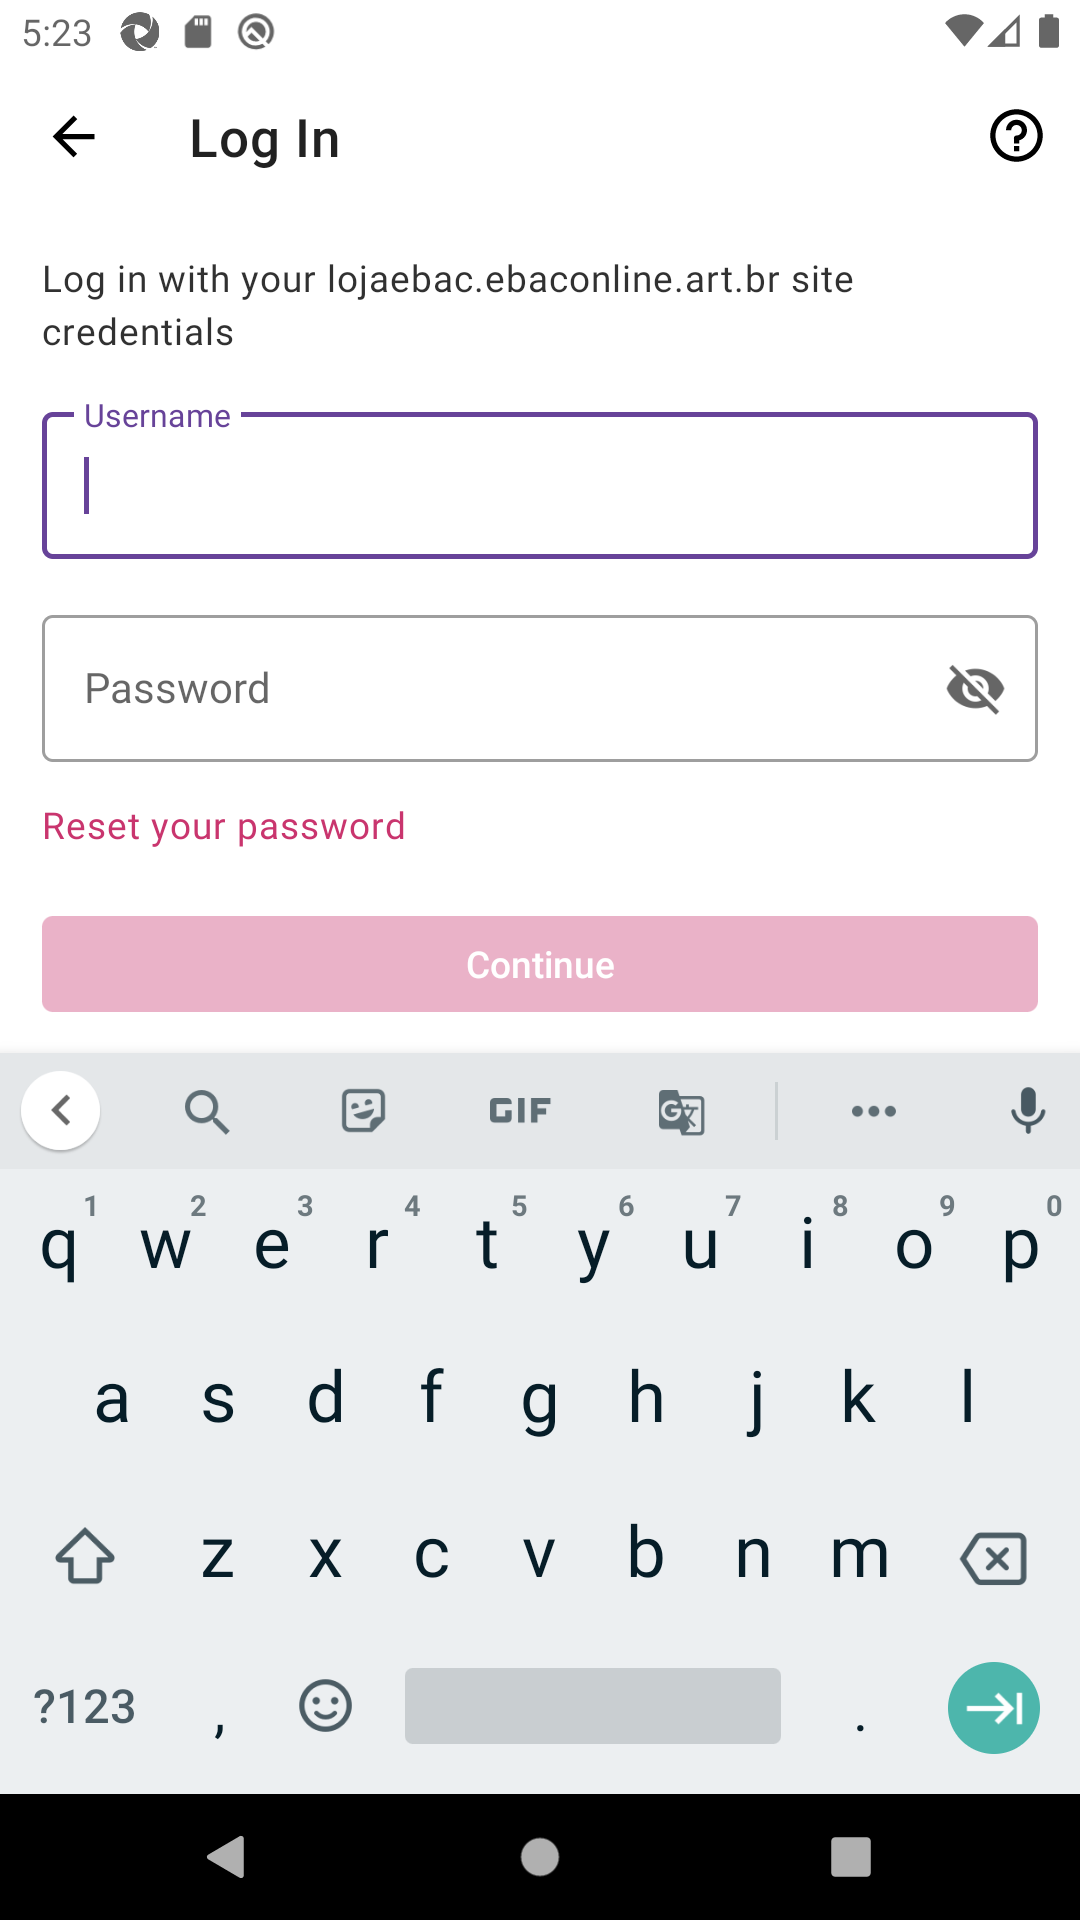 5:23
Log In
Log in with your lojaebac.ebaconline.art.br site
credentials
Username
Password
Reset your password
Continue
GIF
1 2 3 4 5 6 7 8 9 0
q w e r t y u i o p
a s d f g h j k l
z x c v b n m
?123 , .